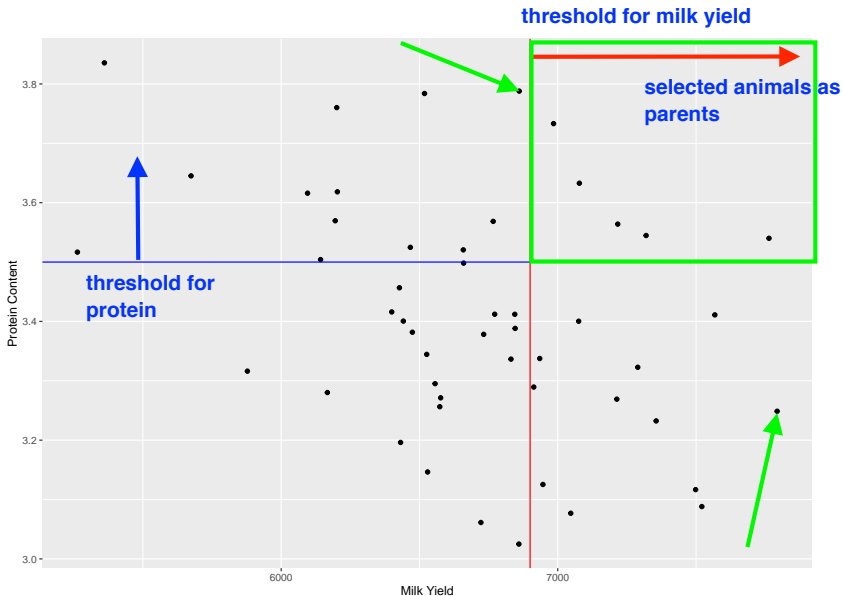 threshold for milk yield
selected animals as
parents
3.8
3.6
threshold for
protein
3.4
3.2
3.0
Protein Content
6000
7000
Milk Yield